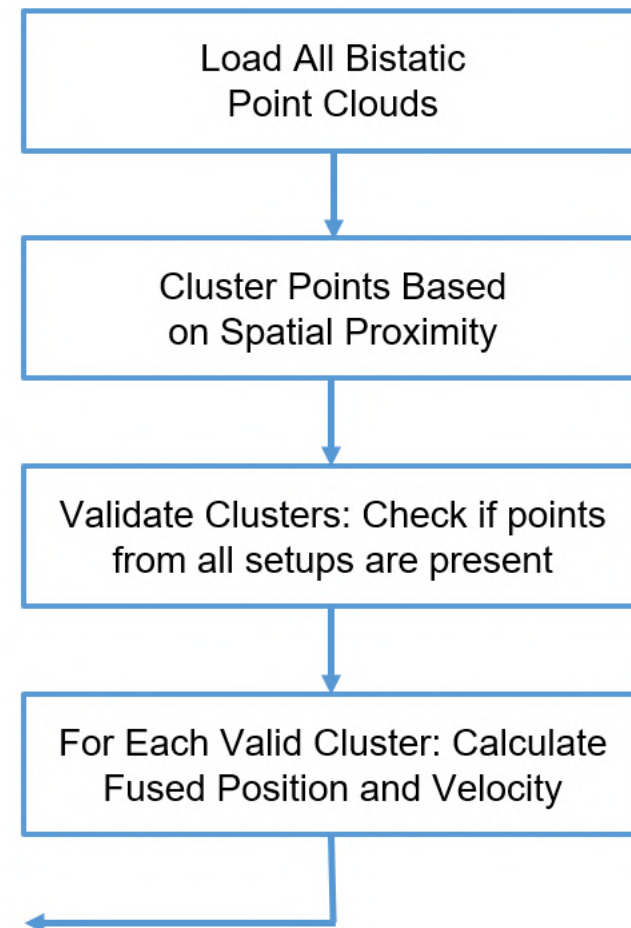 Load All Bistatic
Point Clouds
Cluster Points Based
on Spatial Proximity
Validate Clusters: Check if points
from all setups are present
For Each Valid Cluster: Calculate
Fused Position and Velocity